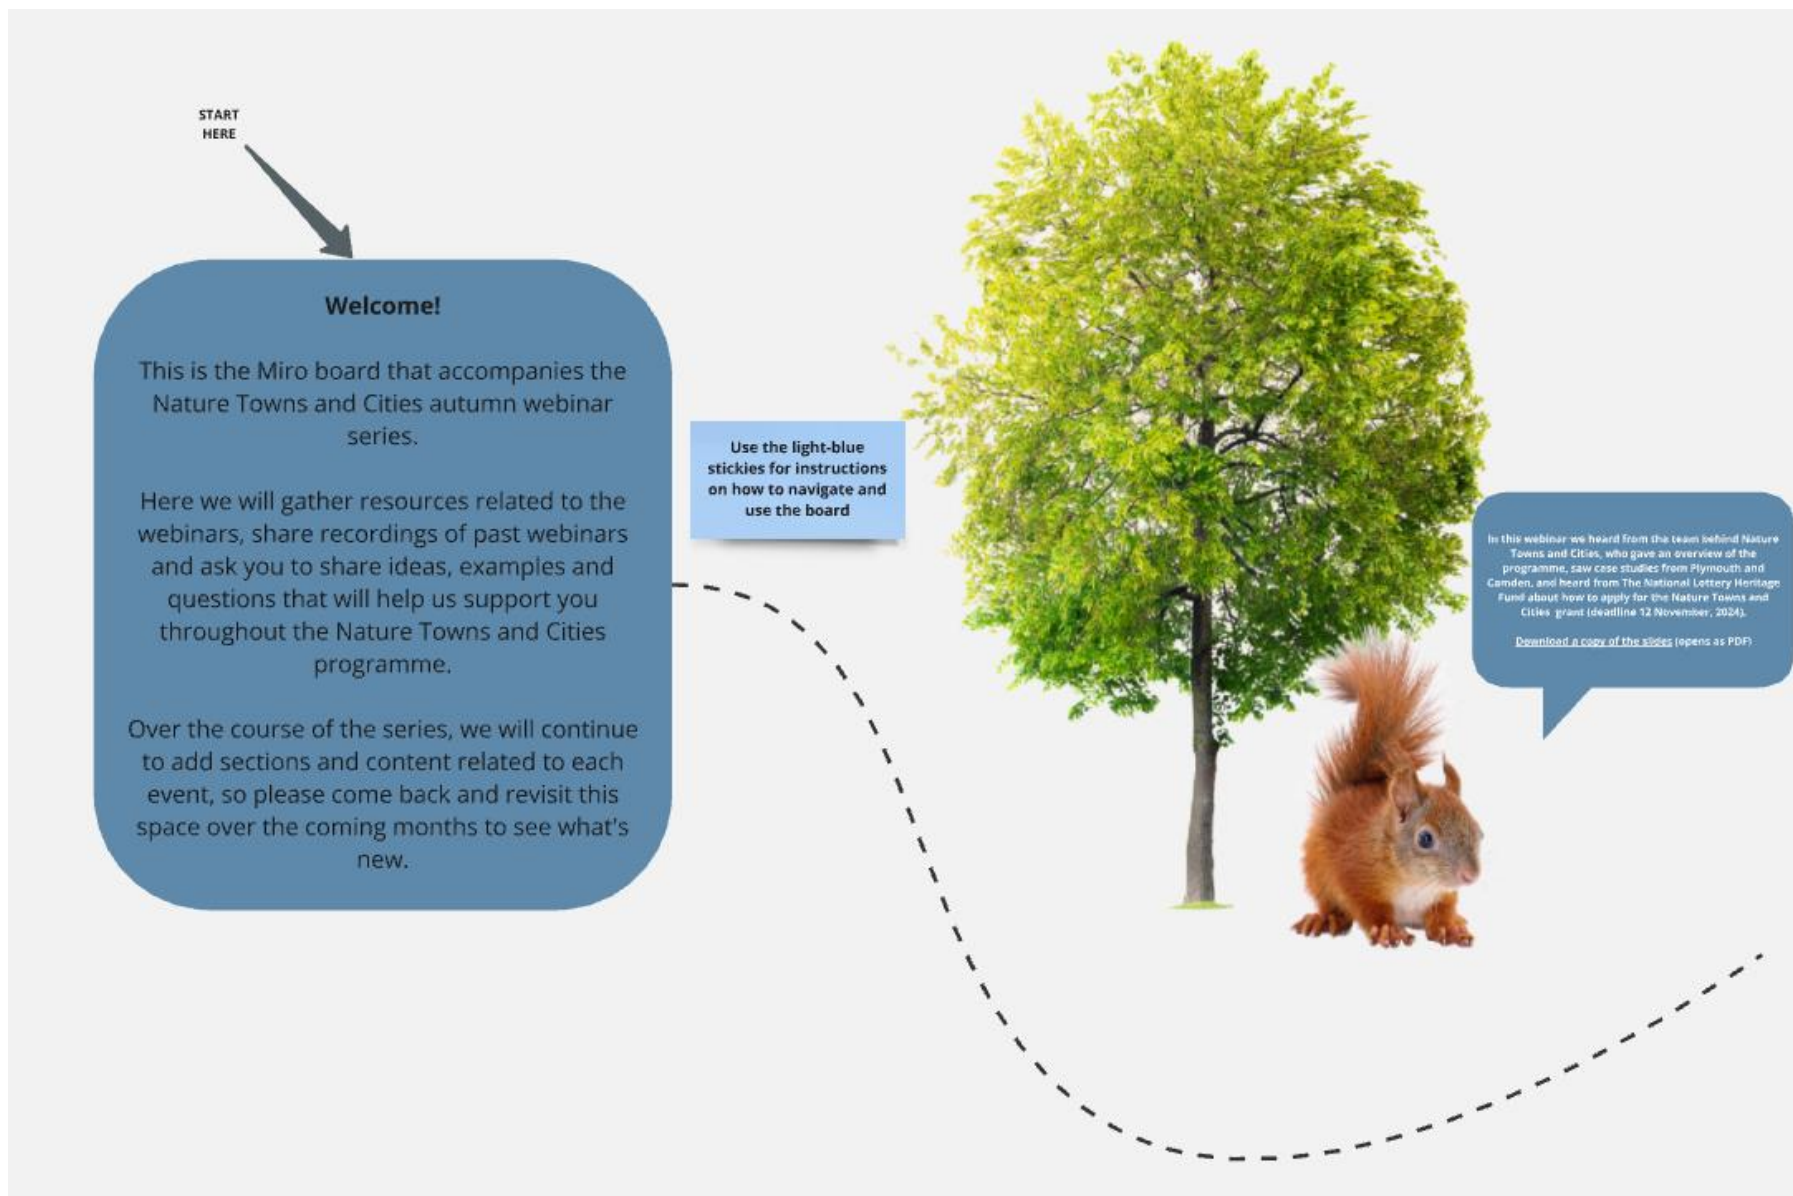 START
HERE
Welcome!
This is the Miro board that accompanies the
Nature Towns and Cities autumn webinar
series.
Here we will gather resources related to the
webinars, share recordings of past webinars
and ask you to share ideas, examples and
questions that will help us support you
throughout the Nature Towns and Cities
programme.
Over the course of the series, we will continue
to add sections and content related to each
event, so please come back and revisit this
space over the coming months to see what's
new.
Use the light-blue
stickies for instructions
on how to navigate and
use the board
In this webinar we heard from the team behind Nature
Towns and Cities, who gave an overview of the
programme, saw case studies from Plymouth and
Camden, and heard from The National Lottery Heritage
Fund about how to apply for the Nature Towns and
Cities grant (deadline 12 November, 2024).
Download a copy of the slides (opens as PDF)